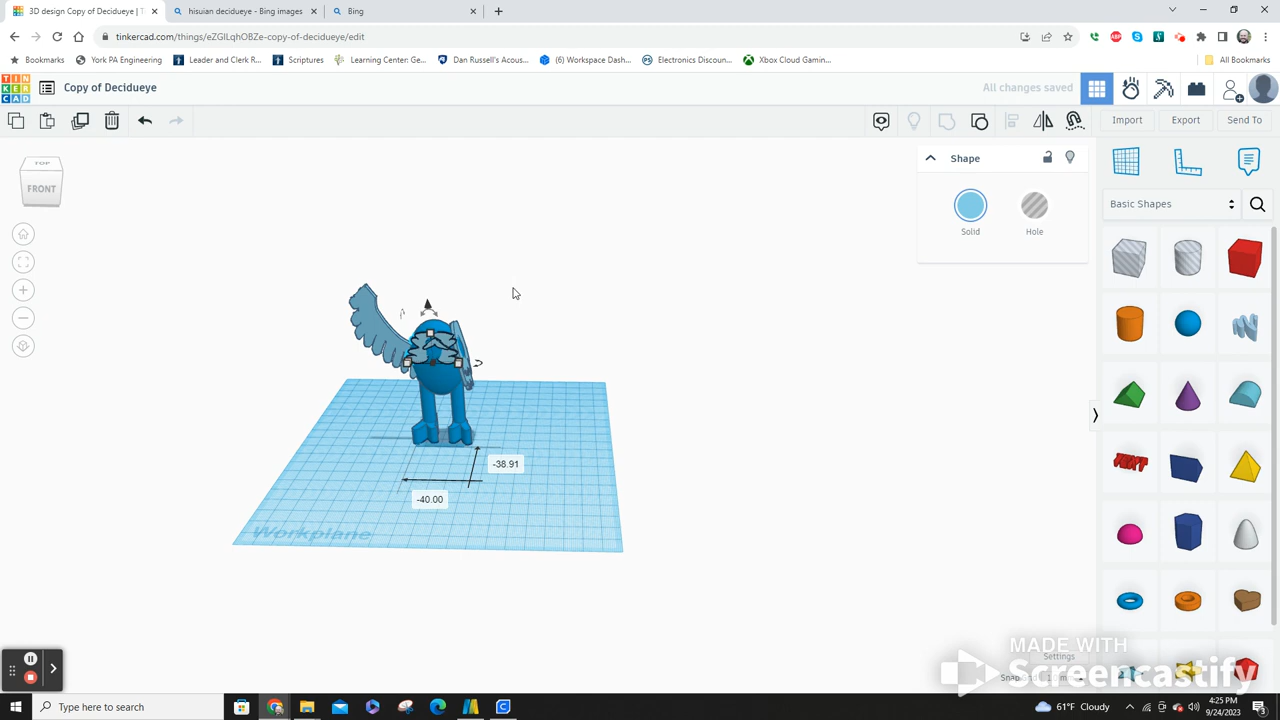 3D design Copy of Decidueye | T
hisuian decidueye - Bing images
Bing
tinkercad.com/things/eZGlLqhOBZe-copy-of-decidueye/edit
Bookmarks
York PA Engineering
Leader and Clerk R...
Scriptures
Learning Center: Ge...
Dan Russell's Acous...
(6) Workspace Dash...
Electronics Discoun...
Xbox Cloud Gamin...
All Bookmarks
TIN
KER
CAD
Copy of Decidueye
All changes saved
Import
Export
Send To
TOP
FRONT
Shape
Solid
Hole
Basic Shapes
TEXT
-38.91
-40.00
Workplane
MADE WITH
Screencastify
Settings
Type here to search
61°F Cloudy
4:25 PM
9/24/2023